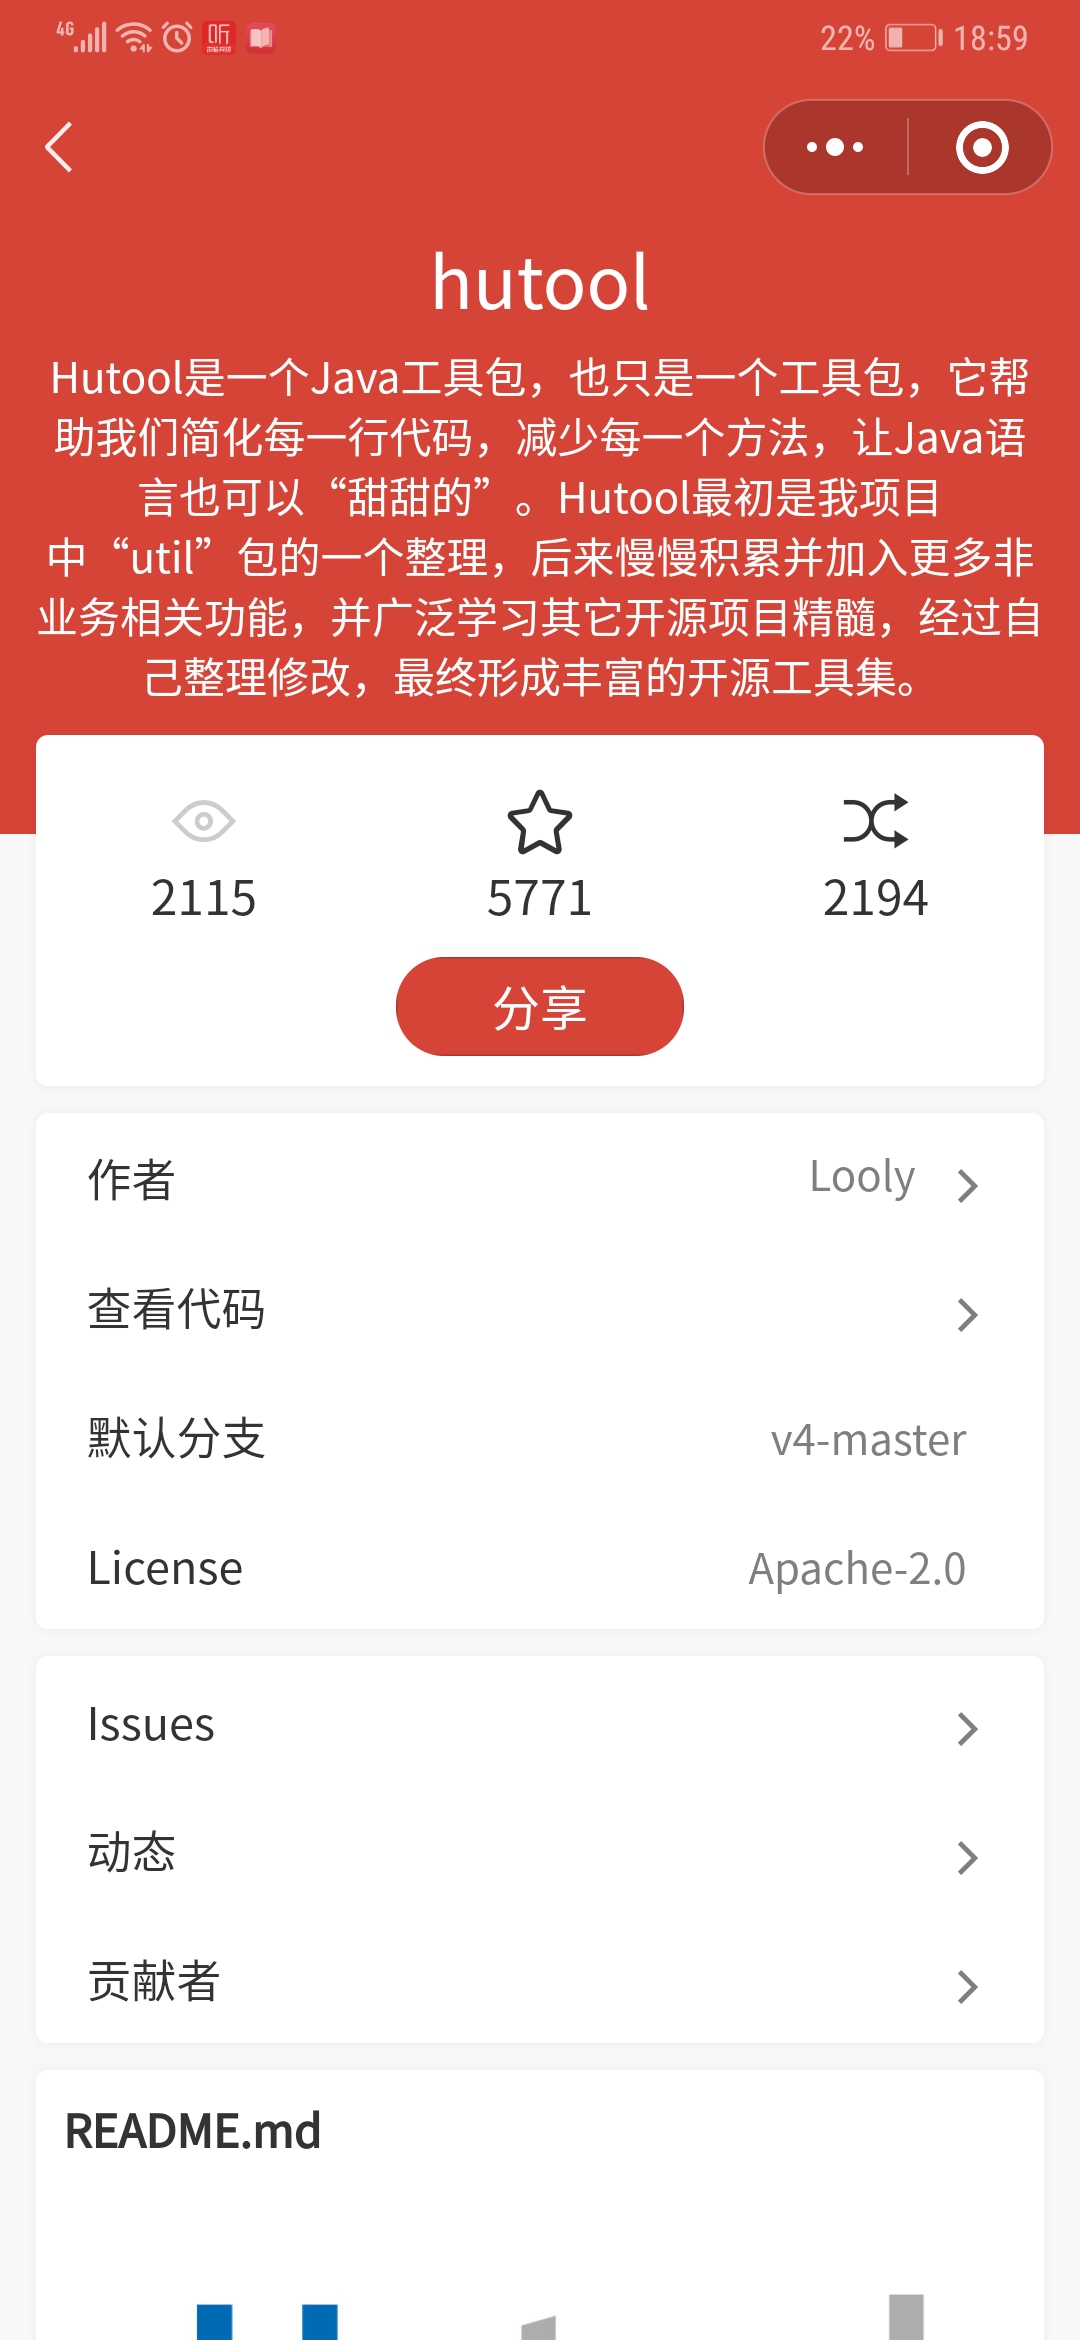 4G
22% 18:59
hutool
Hutool是一个Java工具包，也只是一个工具包，它帮
助我们简化每一行代码，减少每一个方法，让Java语
言也可以“甜甜的”。Hutool最初是我项目
中“util”包的一个整理，后来慢慢积累并加入更多非
业务相关功能，并广泛学习其它开源项目精髓，经过自
己整理修改，最终形成丰富的开源工具集。
2115 5771 2194
分享
作者 Looly
查看代码
默认分支 v4-master
License Apache-2.0
Issues
动态
贡献者
README.md